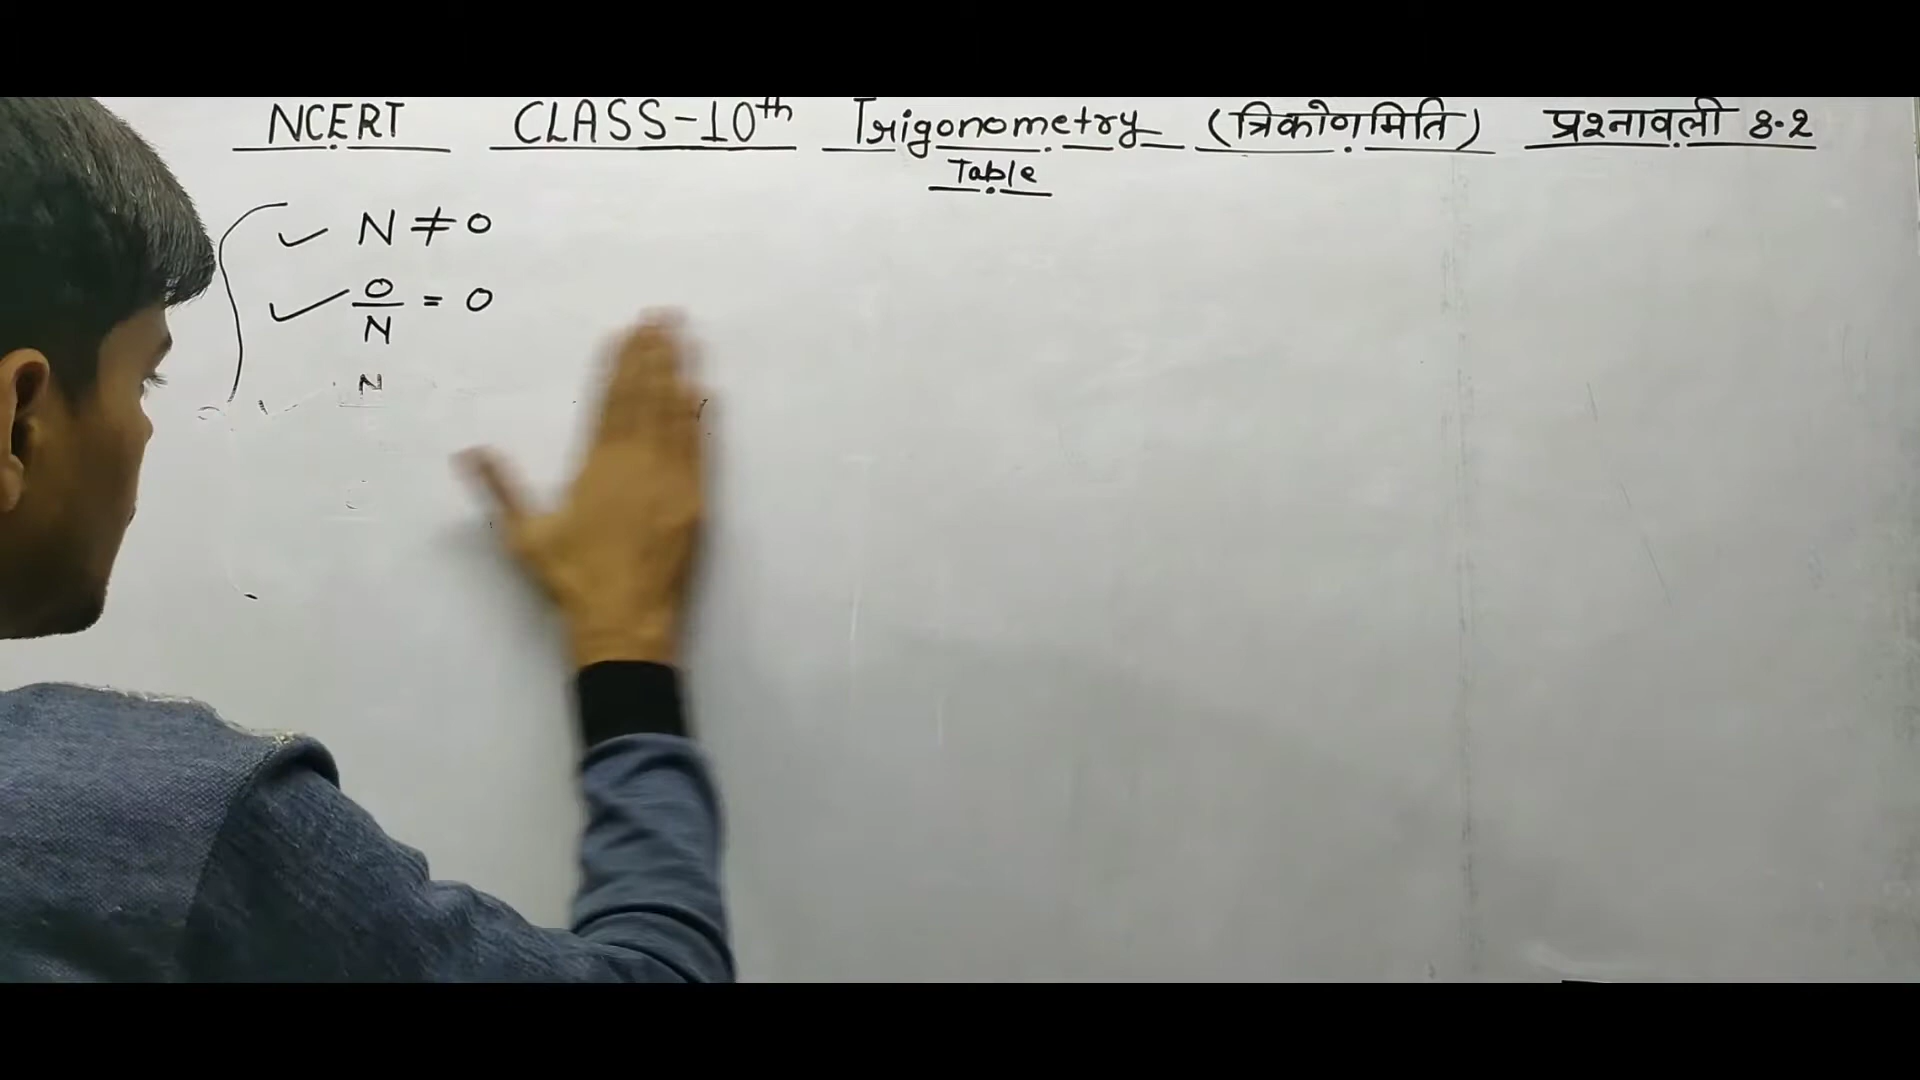 NCERT CLASS-10th Trigonometry (त्रिकोणमिति) प्रश्नावली 8.2
Table
N ≠ 0
0/N = 0
N